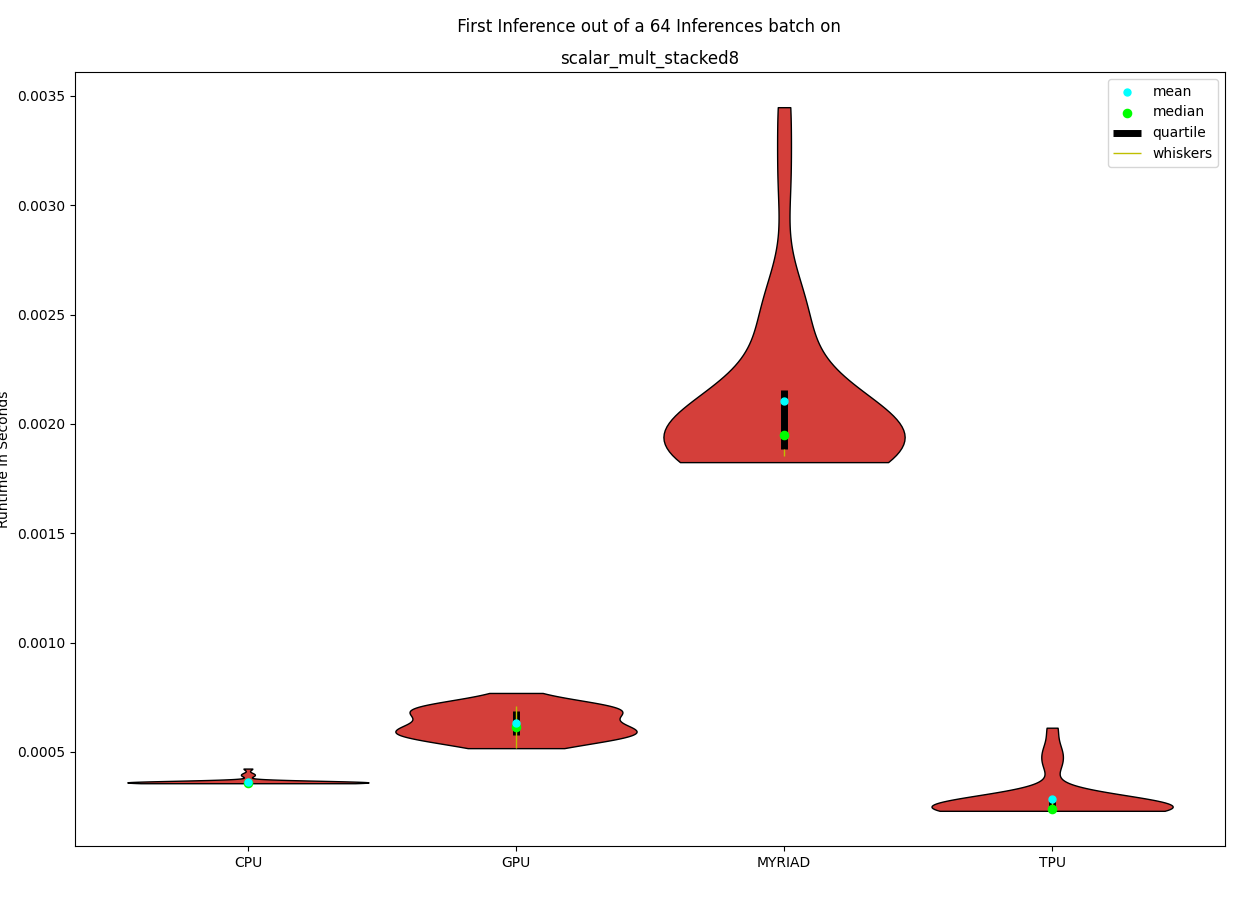 First Inference out of a 64 Inferences batch on
scalar_mult_stacked8
mean
median
quartile
whiskers
0.0035
0.0030
0.0025
0.0020
0.0015
0.0010
0.0005
Runtime in Seconds
CPU
GPU
MYRIAD
TPU